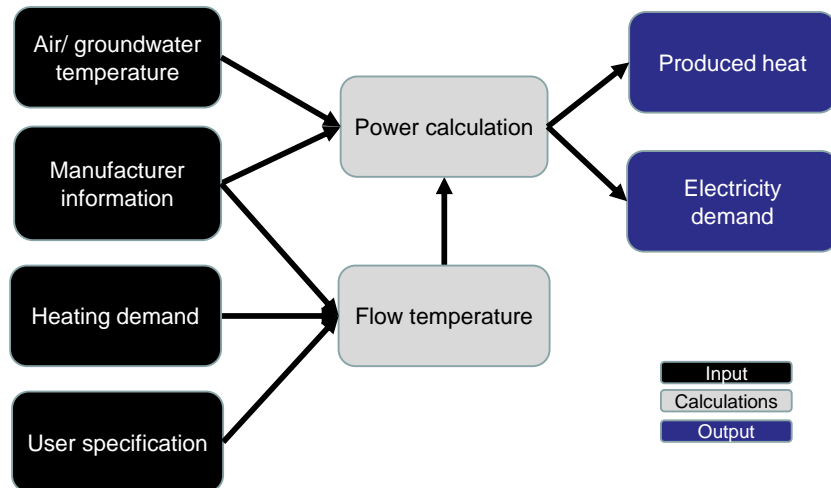 Air/ groundwater
temperature
Manufacturer
information
Heating demand
User specification
Power calculation
Flow temperature
Produced heat
Electricity
demand
Input
Calculations
Output